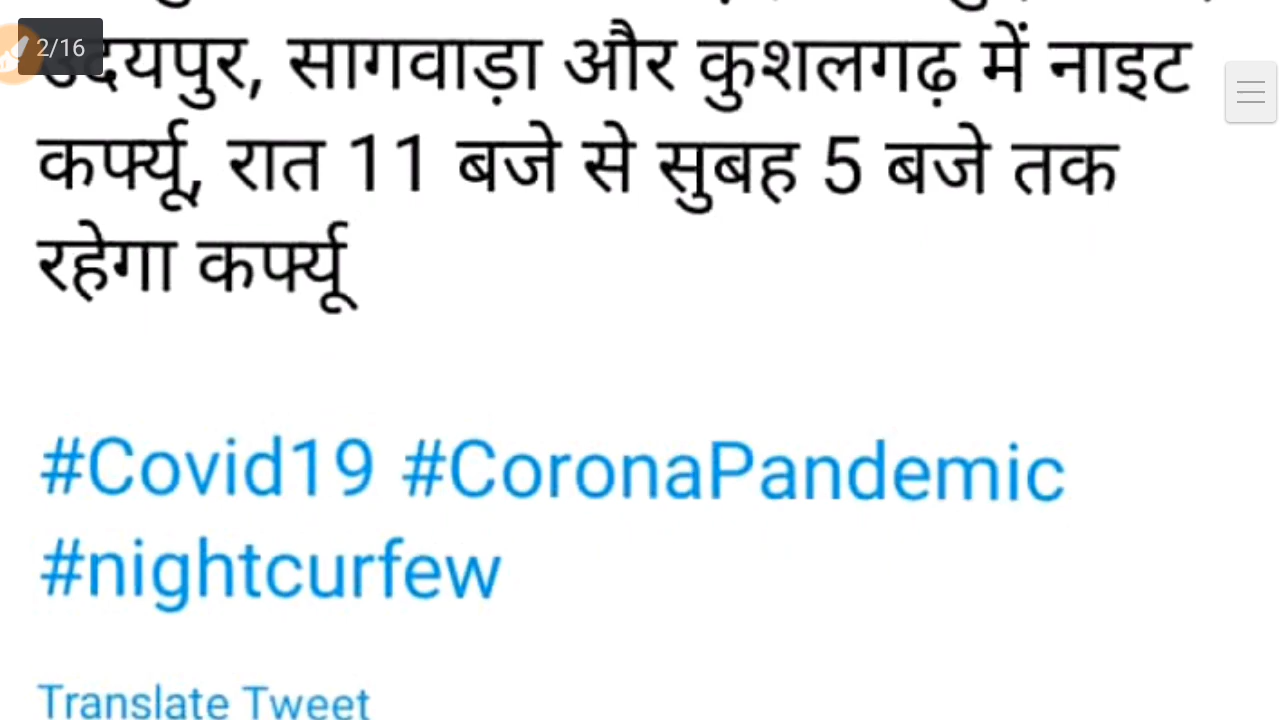 2/16
उदयपुर, सागवाड़ा और कुशलगढ़ में नाइट
कर्फ्यू, रात 11 बजे से सुबह 5 बजे तक
रहेगा कर्फ्यू
#Covid19 #CoronaPandemic
#nightcurfew
Translate Tweet